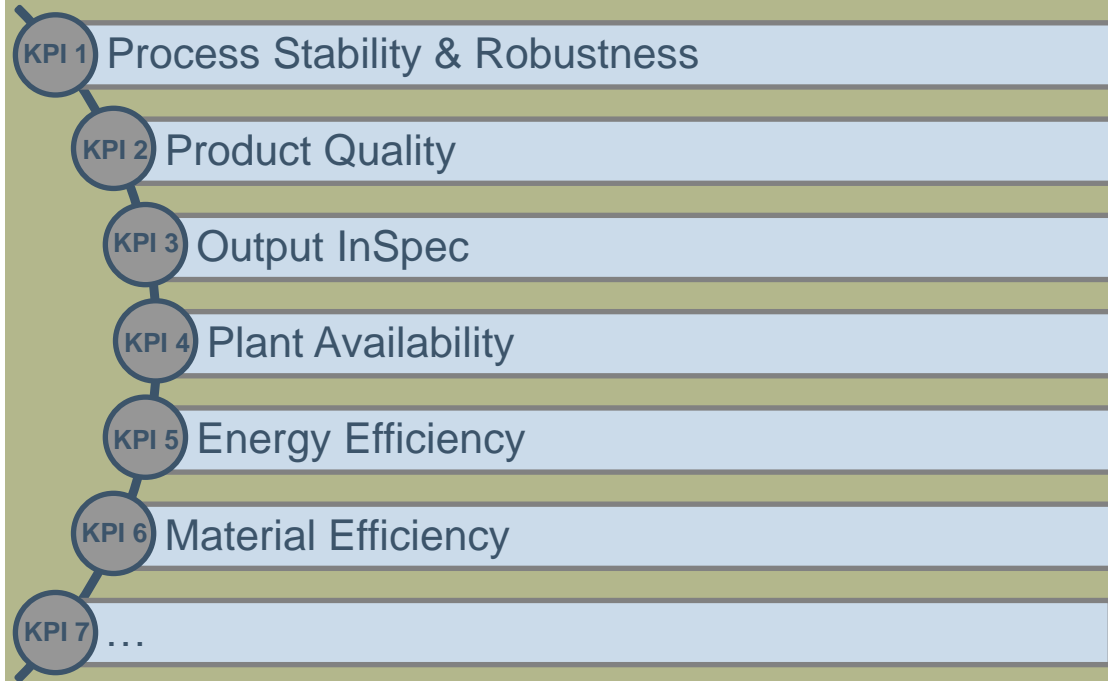 KPI 1 Process Stability & Robustness
KPI 2 Product Quality
KPI 3 Output InSpec
KPI 4 Plant Availability
KPI 5 Energy Efficiency
KPI 6 Material Efficiency
KPI 7 …